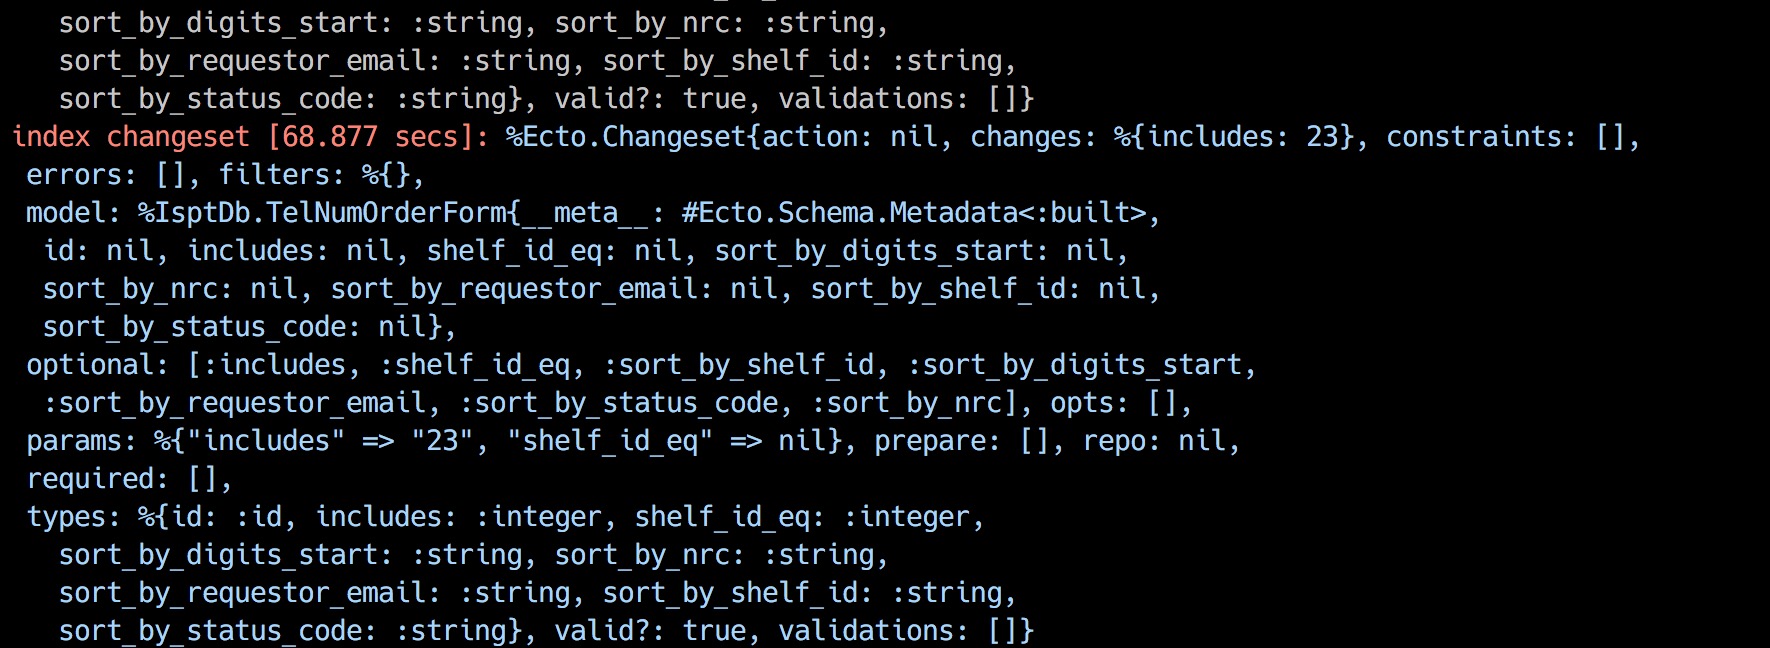 sort_by_digits_start: :string, sort_by_nrc: :string,
sort_by_requestor_email: :string, sort_by_shelf_id: :string,
sort_by_status_code: :string}, valid?: true, validations: []}
index changeset [68.877 secs]: %Ecto.Changeset{action: nil, changes: %{includes: 23}, constraints: [],
errors: [], filters: %{},
model: %IsptDb.TelNumOrderForm{__meta__: #Ecto.Schema.Metadata<:built>,
id: nil, includes: nil, shelf_id_eq: nil, sort_by_digits_start: nil,
sort_by_nrc: nil, sort_by_requestor_email: nil, sort_by_shelf_id: nil,
sort_by_status_code: nil},
optional: [:includes, :shelf_id_eq, :sort_by_shelf_id, :sort_by_digits_start,
:sort_by_requestor_email, :sort_by_status_code, :sort_by_nrc], opts: [],
params: %{"includes" => "23", "shelf_id_eq" => nil}, prepare: [], repo: nil,
required: [],
types: %{id: :id, includes: :integer, shelf_id_eq: :integer,
sort_by_digits_start: :string, sort_by_nrc: :string,
sort_by_requestor_email: :string, sort_by_shelf_id: :string,
sort_by_status_code: :string}, valid?: true, validations: []}